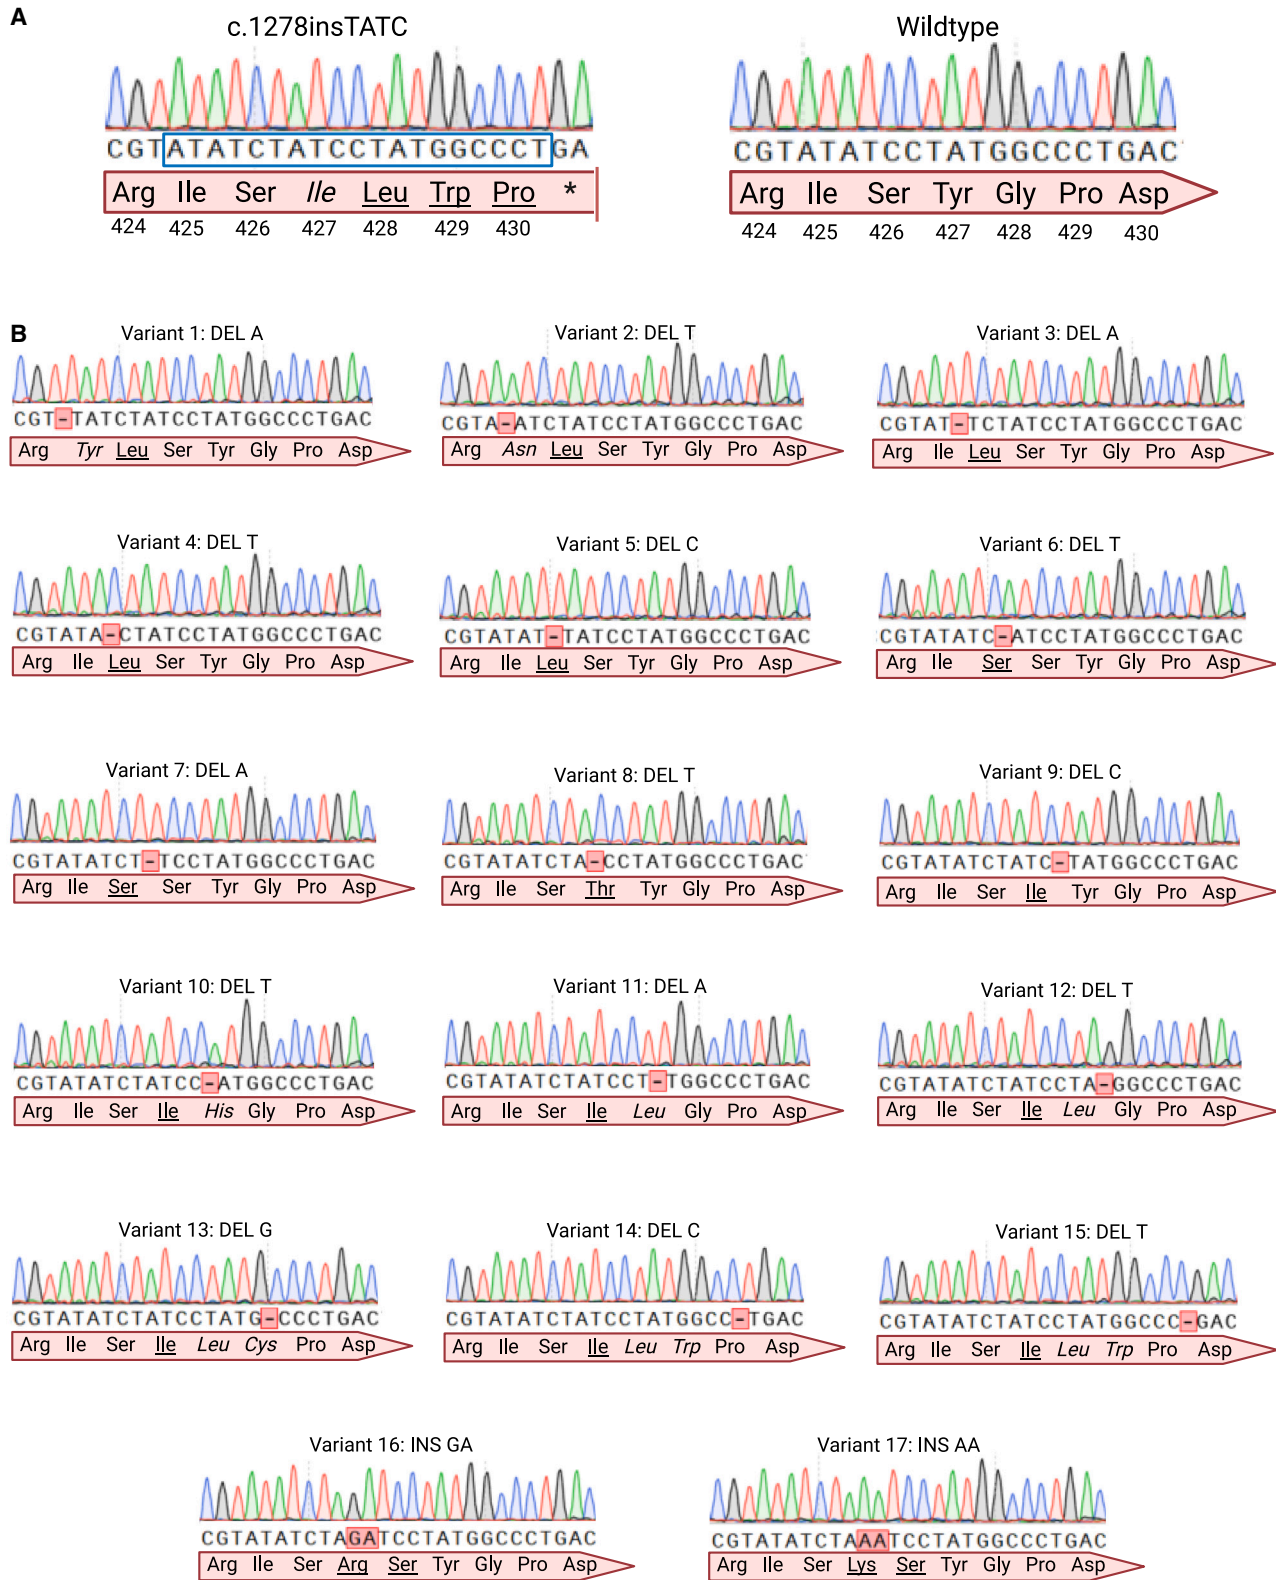 A
c.1278insTATC
Wildtype
CGTATATCTATCCTATGGCCCTGA
CGTATATCCTATGGCCCTGAC
Arg Ile Ser Ile Leu Trp Pro *
Arg Ile Ser Tyr Gly Pro Asp
424 425 426 427 428 429 430
424 425 426 427 428 429 430
B
Variant 1: DEL A
Variant 2: DEL T
Variant 3: DEL A
CGT-TATCTATCCTATGGCCCTGAC
CGTA-ATCTATCCTATGGCCCTGAC
CGTAT-TCTATCCTATGGCCCTGAC
Arg Tyr Leu Ser Tyr Gly Pro Asp
Arg Asn Leu Ser Tyr Gly Pro Asp
Arg Ile Leu Ser Tyr Gly Pro Asp
Variant 4: DEL T
Variant 5: DEL C
Variant 6: DEL T
CGTATA-CTATCCTATGGCCCTGAC
CGTATAT-TATCCTATGGCCCTGAC
CGTATATC-ATCCTATGGCCCTGAC
Arg Ile Leu Ser Tyr Gly Pro Asp
Arg Ile Leu Ser Tyr Gly Pro Asp
Arg Ile Ser Ser Tyr Gly Pro Asp
Variant 7: DEL A
Variant 8: DEL T
Variant 9: DEL C
CGTATATCT-TCCTATGGCCCTGAC
CGTATATCTA-CCTATGGCCCTGAC
CGTATATCTATC-TATGGCCCTGAC
Arg Ile Ser Ser Tyr Gly Pro Asp
Arg Ile Ser Thr Tyr Gly Pro Asp
Arg Ile Ser Ile Tyr Gly Pro Asp
Variant 10: DEL T
Variant 11: DEL A
Variant 12: DEL T
CGTATATCTATCC-ATGGCCCTGAC
CGTATATCTATCCT-TGGCCCTGAC
CGTATATCTATCCTA-GGCCCTGAC
Arg Ile Ser Ile His Gly Pro Asp
Arg Ile Ser Ile Leu Gly Pro Asp
Arg Ile Ser Ile Leu Gly Pro Asp
Variant 13: DEL G
Variant 14: DEL C
Variant 15: DEL T
CGTATATCTATCCTATG-CCCTGAC
CGTATATCTATCCTATGGCC-TGAC
CGTATATCTATCCTATGGCCC-GAC
Arg Ile Ser Ile Leu Cys Pro Asp
Arg Ile Ser Ile Leu Trp Pro Asp
Arg Ile Ser Ile Leu Trp Pro Asp
Variant 16: INS GA
Variant 17: INS AA
CGTATATCTAGATCCTATGGCCCTGAC
CGTATATCTAAATCCTATGGCCCTGAC
Arg Ile Ser Arg Ser Tyr Gly Pro Asp
Arg Ile Ser Lys Ser Tyr Gly Pro Asp